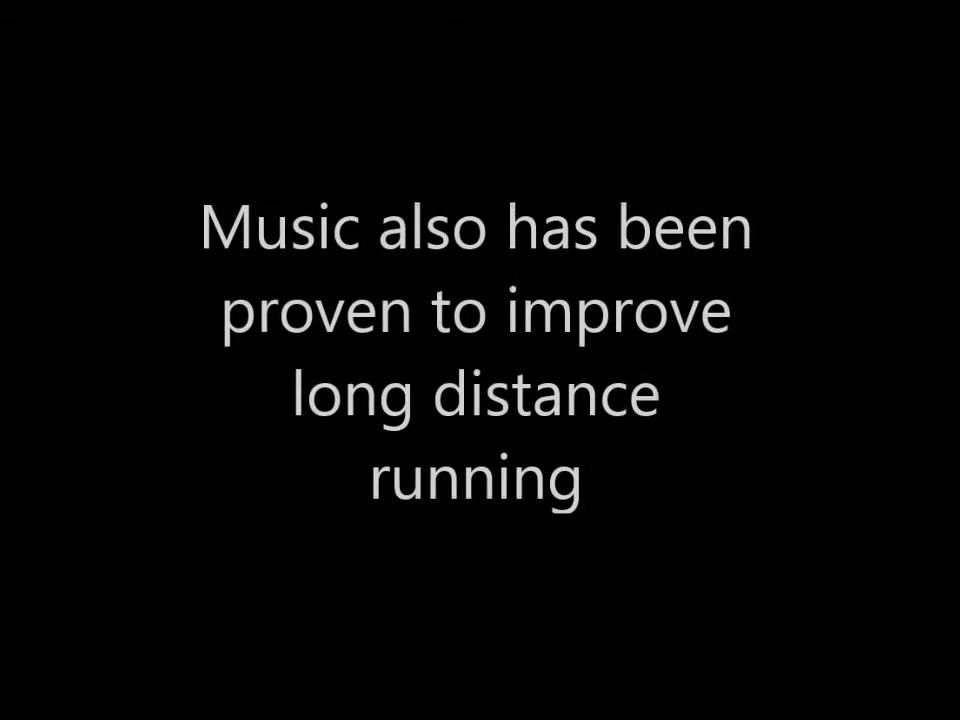 Music also has been
proven to improve
long distance
running